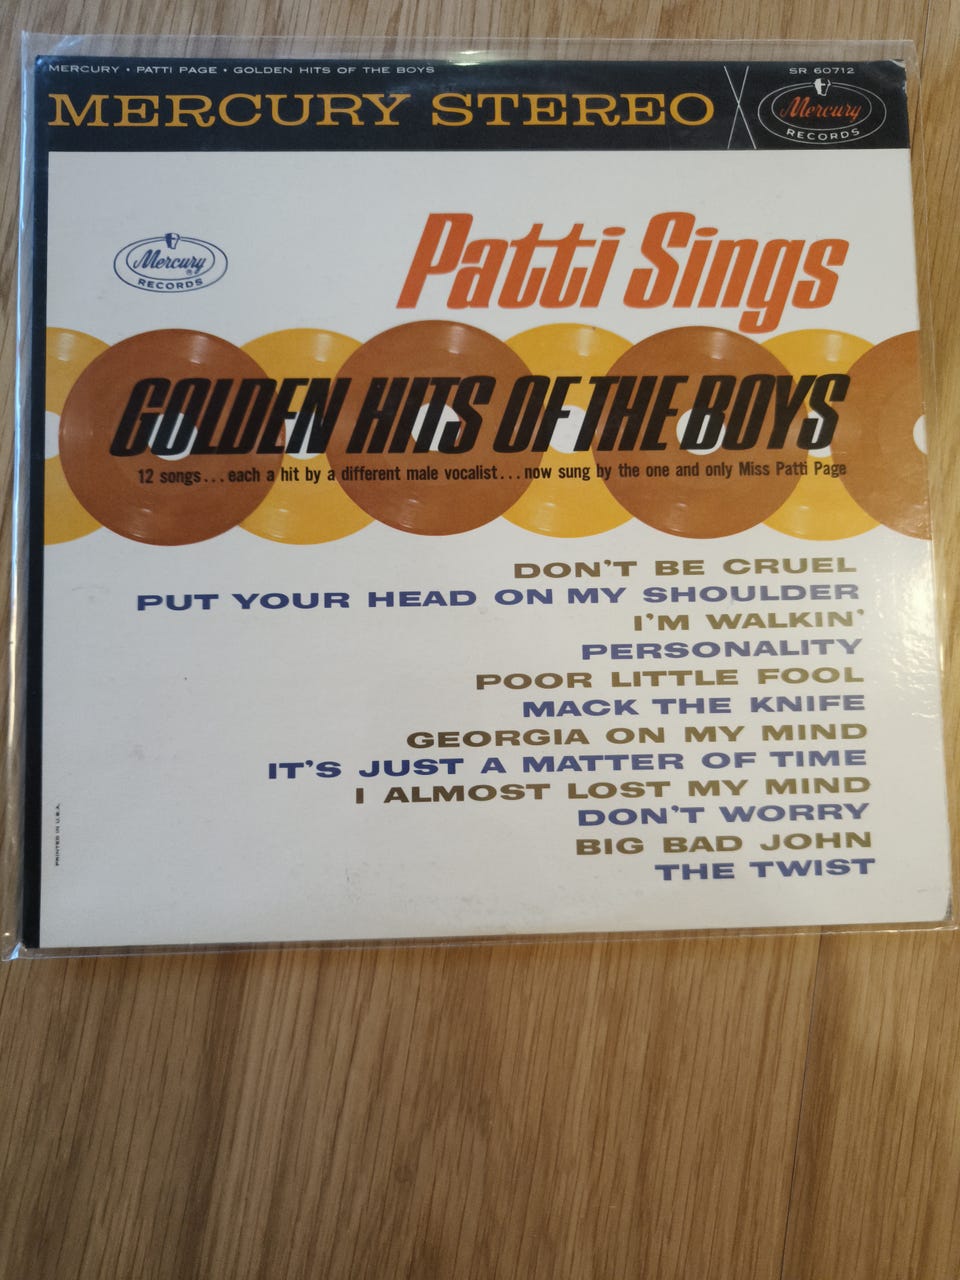 MERCURY • PATTI PAGE • GOLDEN HITS OF THE BOYS
SR 60712
MERCURY STEREO
Mercury
RECORDS
Patti Sings
Mercury
®
RECORDS
GOLDEN HITS OF THE BOYS
12 songs...each a hit by a different male vocalist...now sung by the one and only Miss Patti Page
DON'T BE CRUEL
PUT YOUR HEAD ON MY SHOULDER
I'M WALKIN'
PERSONALITY
POOR LITTLE FOOL
MACK THE KNIFE
GEORGIA ON MY MIND
IT'S JUST A MATTER OF TIME
I ALMOST LOST MY MIND
DON'T WORRY
BIG BAD JOHN
THE TWIST
PRINTED IN U.S.A.